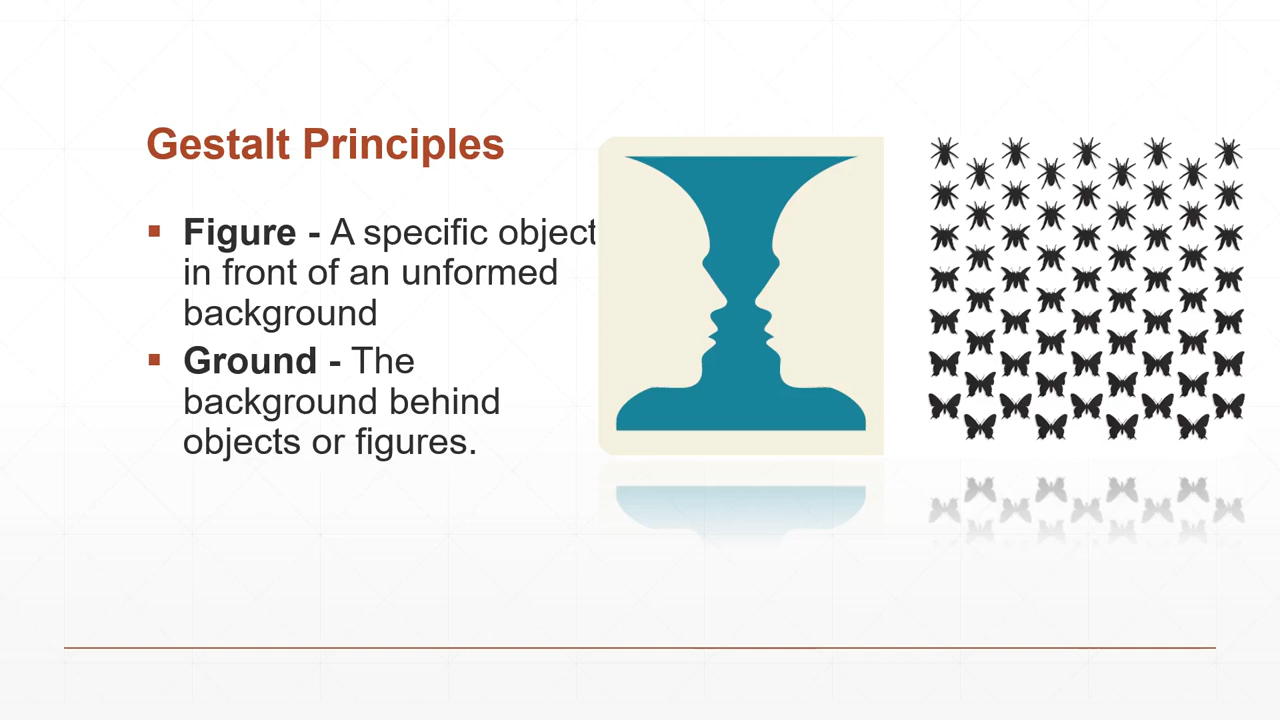 Gestalt Principles
Figure - A specific object
in front of an unformed
background
Ground - The
background behind
objects or figures.